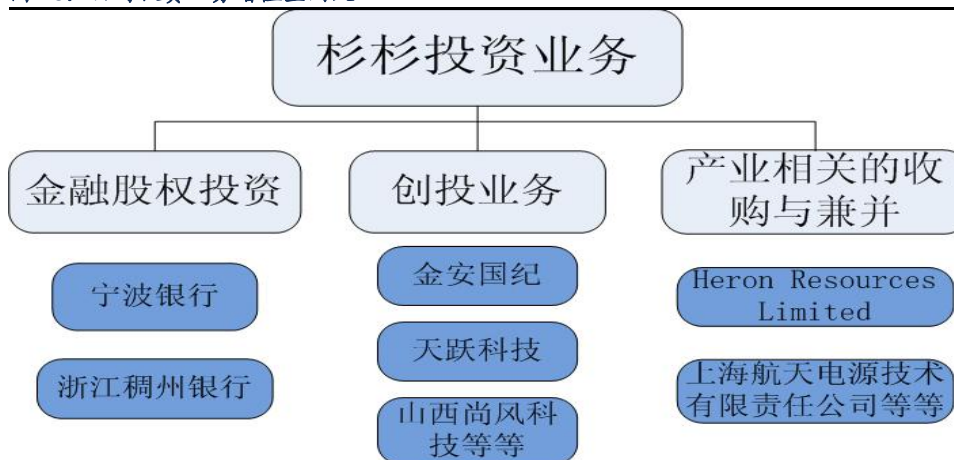 杉杉投资业务
金融股权投资
创投业务
产业相关的收
购与兼并
宁波银行
浙江稠州银行
金安国纪
天跃科技
山西尚风科
技等等
Heron Resources
Limited
上海航天电源技术
有限责任公司等等